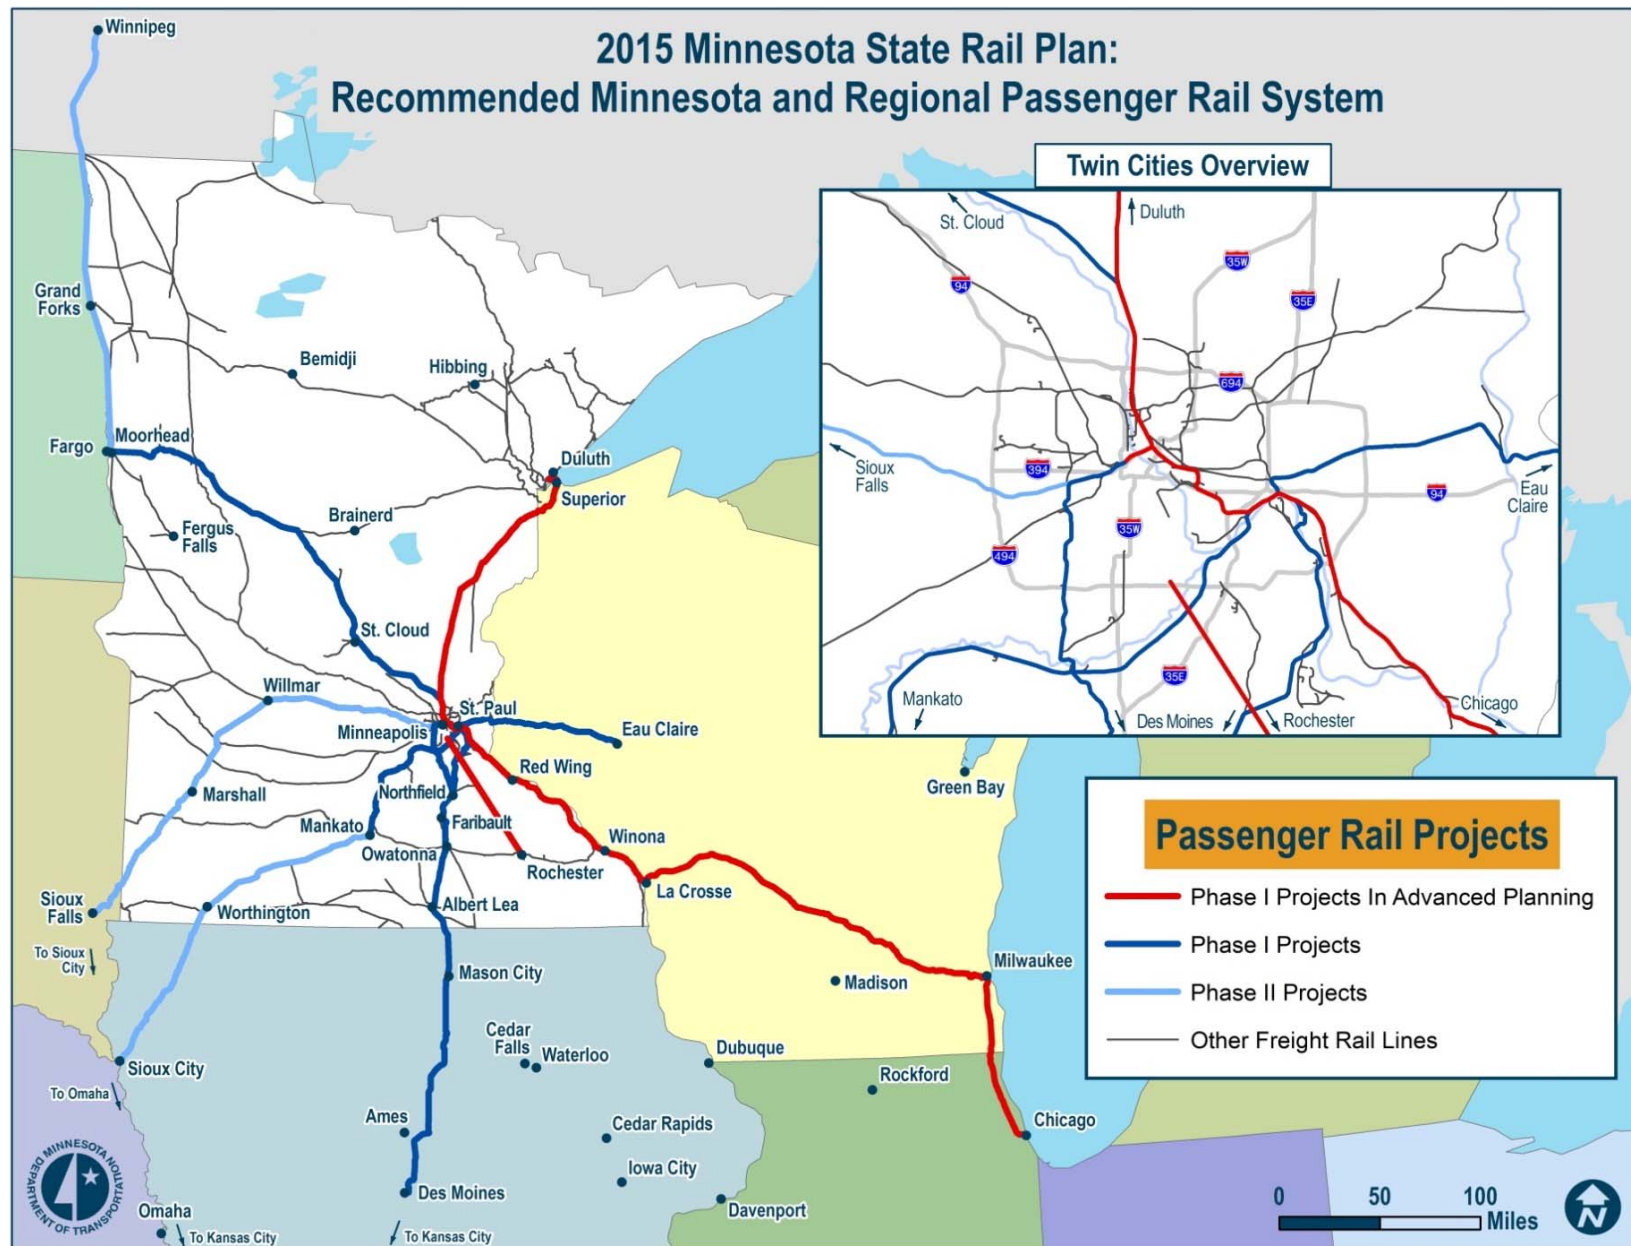 2015 Minnesota State Rail Plan:
Recommended Minnesota and Regional Passenger Rail System
Winnipeg
Grand
Forks
Bemidji
Hibbing
Fargo
Moorhead
Duluth
Superior
Fergus
Falls
Brainerd
St. Cloud
Willmar
St. Paul
Minneapolis
Eau Claire
Red Wing
Marshall
Northfield
Mankato
Faribault
Winona
Owatonna
Rochester
La Crosse
Sioux
Falls
Worthington
Albert Lea
To Sioux
City
Mason City
Milwaukee
Madison
Green Bay
Cedar
Falls
Waterloo
Dubuque
Sioux City
To Omaha
Rockford
Ames
Cedar Rapids
Chicago
Iowa City
Des Moines
Davenport
Omaha
To Kansas City
To Kansas City
MINNESOTA
DEPARTMENT OF TRANSPORTATION
Twin Cities Overview
St. Cloud
Duluth
35W
94
35E
694
Sioux
Falls
394
94
Eau
Claire
35W
494
35E
Mankato
Des Moines
Rochester
Chicago
Passenger Rail Projects
Phase I Projects In Advanced Planning
Phase I Projects
Phase II Projects
Other Freight Rail Lines
0 50 100
Miles
N